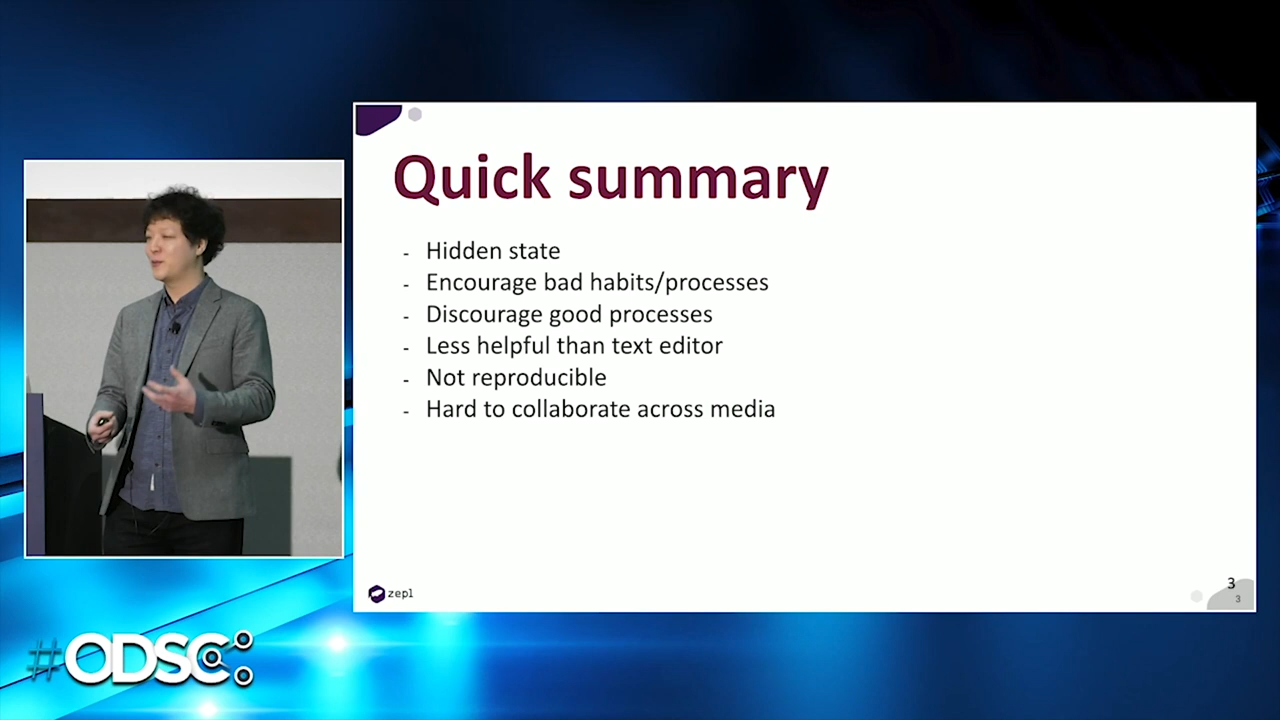 Quick summary
- Hidden state
- Encourage bad habits/processes
- Discourage good processes
- Less helpful than text editor
- Not reproducible
- Hard to collaborate across media
zepl
3
3
#ODSC